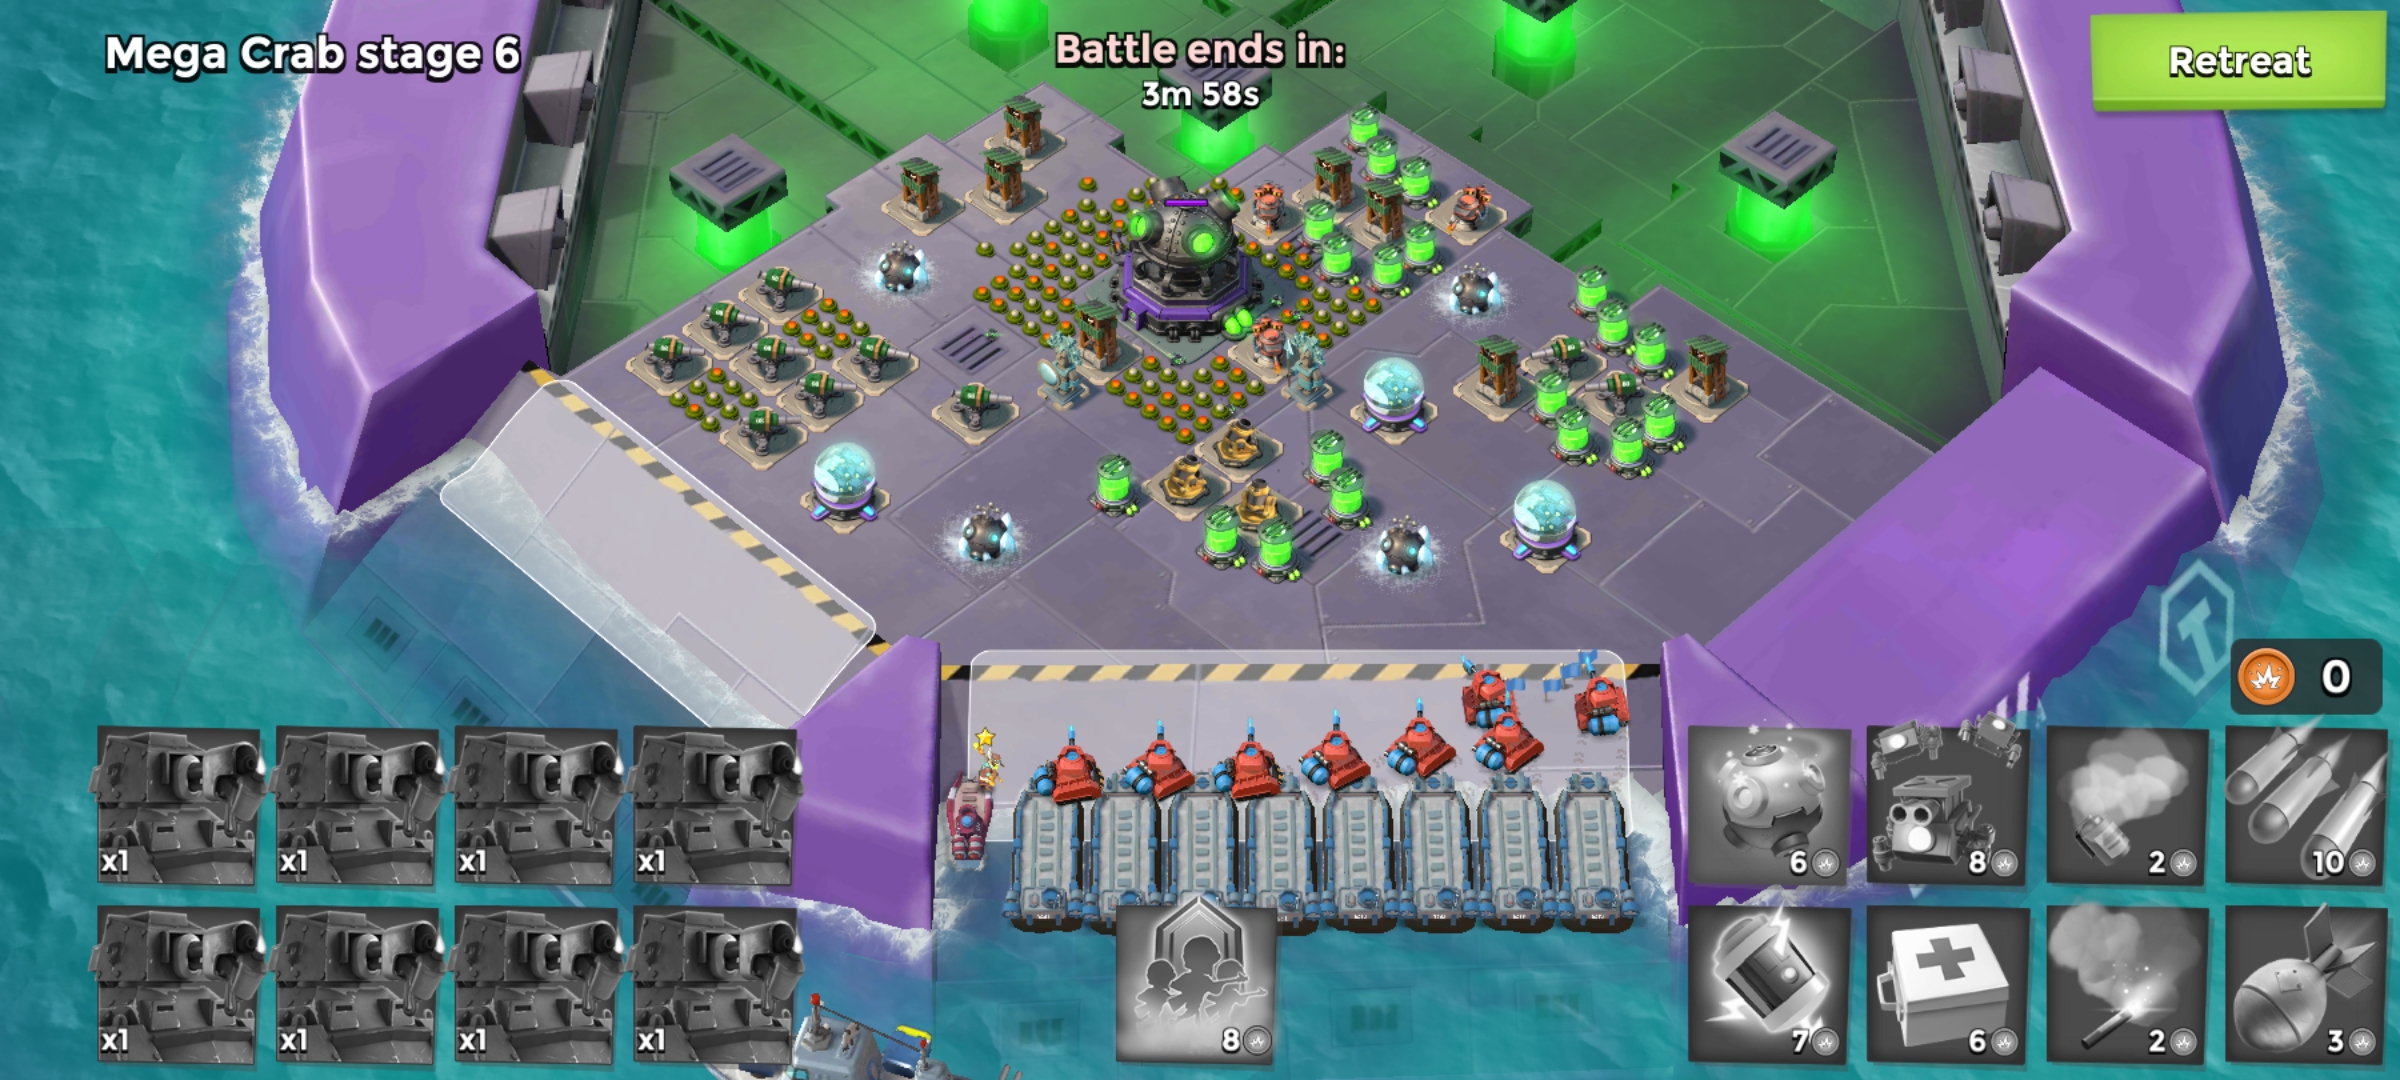 Mega Crab stage 6
Battle ends in:
3m 58s
Retreat
0
x1
x1
x1
x1
6
8
2
10
x1
x1
x1
x1
8
7
6
2
3